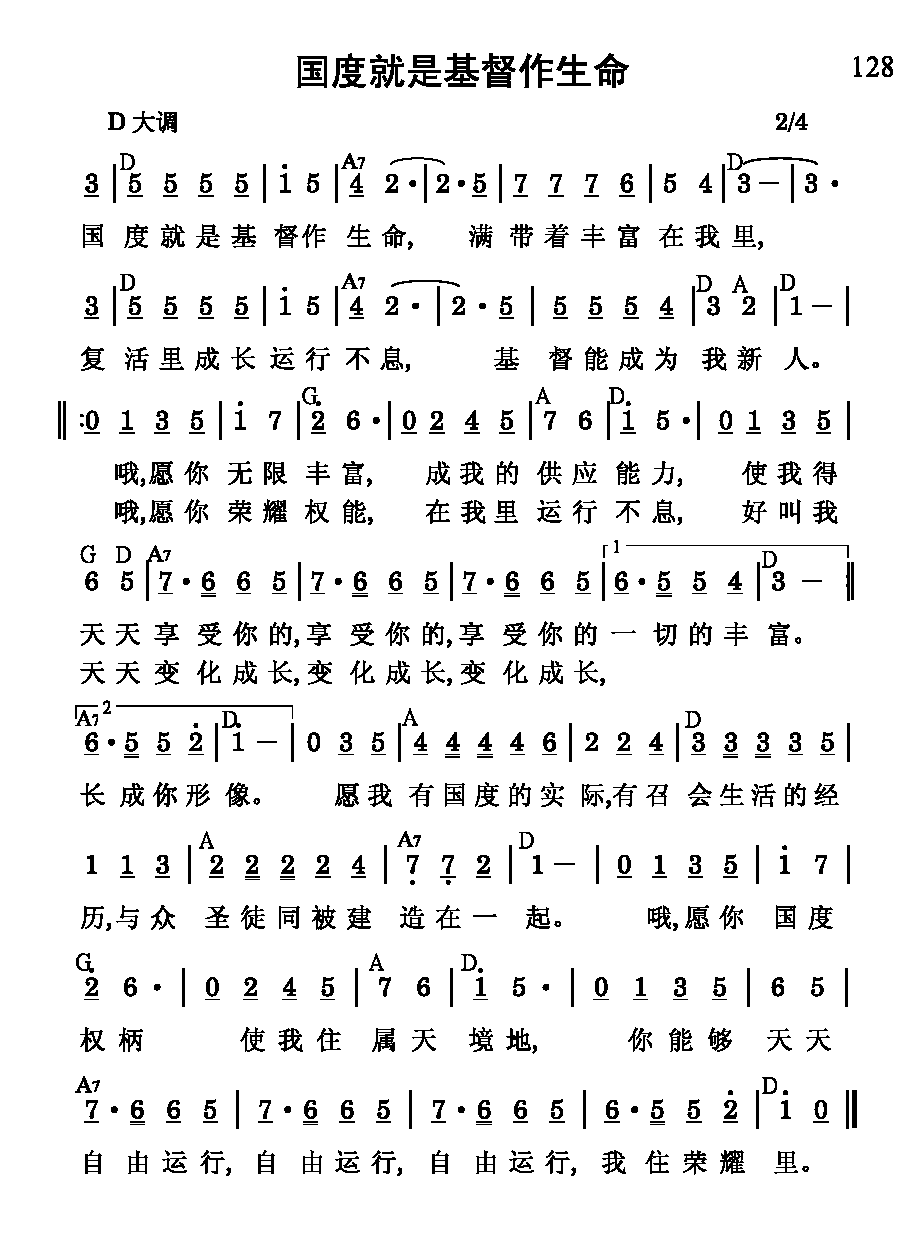 国度就是基督作生命 128
D 大调 2/4
D A7 D
3 | 5 5 5 5 | 1 5 | 4 2 · | 2 · 5 | 7 7 7 6 | 5 4 | 3 — | 3 ·
国 度 就 是 基 督 作 生 命, 满 带 着 丰 富 在 我 里,
D A7 D A D
3 | 5 5 5 5 | 1 5 | 4 2 · | 2 · 5 | 5 5 5 4 | 3 2 | 1 — |
复 活 里 成 长 运 行 不 息, 基 督 能 成 为 我 新 人。
G A D
‖: 0 1 3 5 | 1 7 | 2 6 · | 0 2 4 5 | 7 6 | 1 5 · | 0 1 3 5 |
哦,愿 你 无 限 丰 富, 成 我 的 供 应 能 力, 使 我 得
哦,愿 你 荣 耀 权 能, 在 我 里 运 行 不 息, 好 叫 我
G D A7 1 D
6 5 | 7 · 6 6 5 | 7 · 6 6 5 | 7 · 6 6 5 | 6 · 5 5 4 | 3 — :‖
天 天 享 受 你 的,享 受 你 的,享 受 你 的 一 切 的 丰 富。
天 天 变 化 成 长,变 化 成 长,变 化 成 长,
A7 2 D A D
6 · 5 5 2 | 1 — | 0 3 5 | 4 4 4 4 6 | 2 2 4 | 3 3 3 3 5 |
长 成 你 形 像。 愿 我 有 国 度 的 实 际,有 召 会 生 活 的 经
A A7 D
1 1 3 | 2 2 2 2 4 | 7 7 2 | 1 — | 0 1 3 5 | 1 7 |
历,与 众 圣 徒 同 被 建 造 在 一 起。 哦,愿 你 国 度
G A D
2 6 · | 0 2 4 5 | 7 6 | 1 5 · | 0 1 3 5 | 6 5 |
权 柄 使 我 住 属 天 境 地, 你 能 够 天 天
A7 D
7 · 6 6 5 | 7 · 6 6 5 | 7 · 6 6 5 | 6 · 5 5 2 | 1 0 ‖
自 由 运 行, 自 由 运 行, 自 由 运 行, 我 住 荣 耀 里。